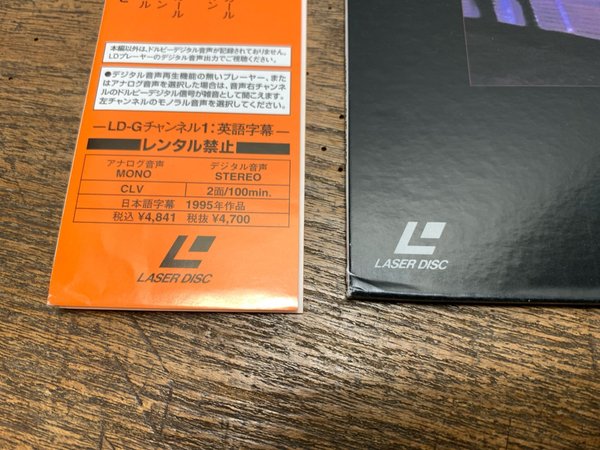 本編以外は、ドルビーデジタル音声が記録されておりません。
LDプレーヤーのデジタル音声出力でご視聴ください。
●デジタル音声再生機能の無いプレーヤー、また
はアナログ音声を選択した場合は、音声右チャンネル
のドルビーデジタル信号が雑音として聞こえます。
左チャンネルのモノラル音声を選択してください。
LD-Gチャンネル1:英語字幕
レンタル禁止
アナログ音声 デジタル音声
MONO STEREO
CLV 2面/100min.
日本語字幕 1995年作品
税込 ¥4,841 税抜 ¥4,700
LASER DISC
LASER DISC